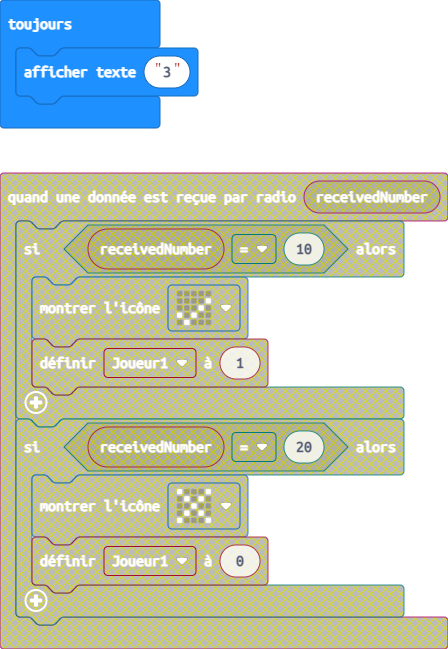 toujours
afficher texte "3"
quand une donnée est reçue par radio receivedNumber
si receivedNumber = 10 alors
montrer l'icône
définir Joueur1 à 1
si receivedNumber = 20 alors
montrer l'icône
définir Joueur1 à 0